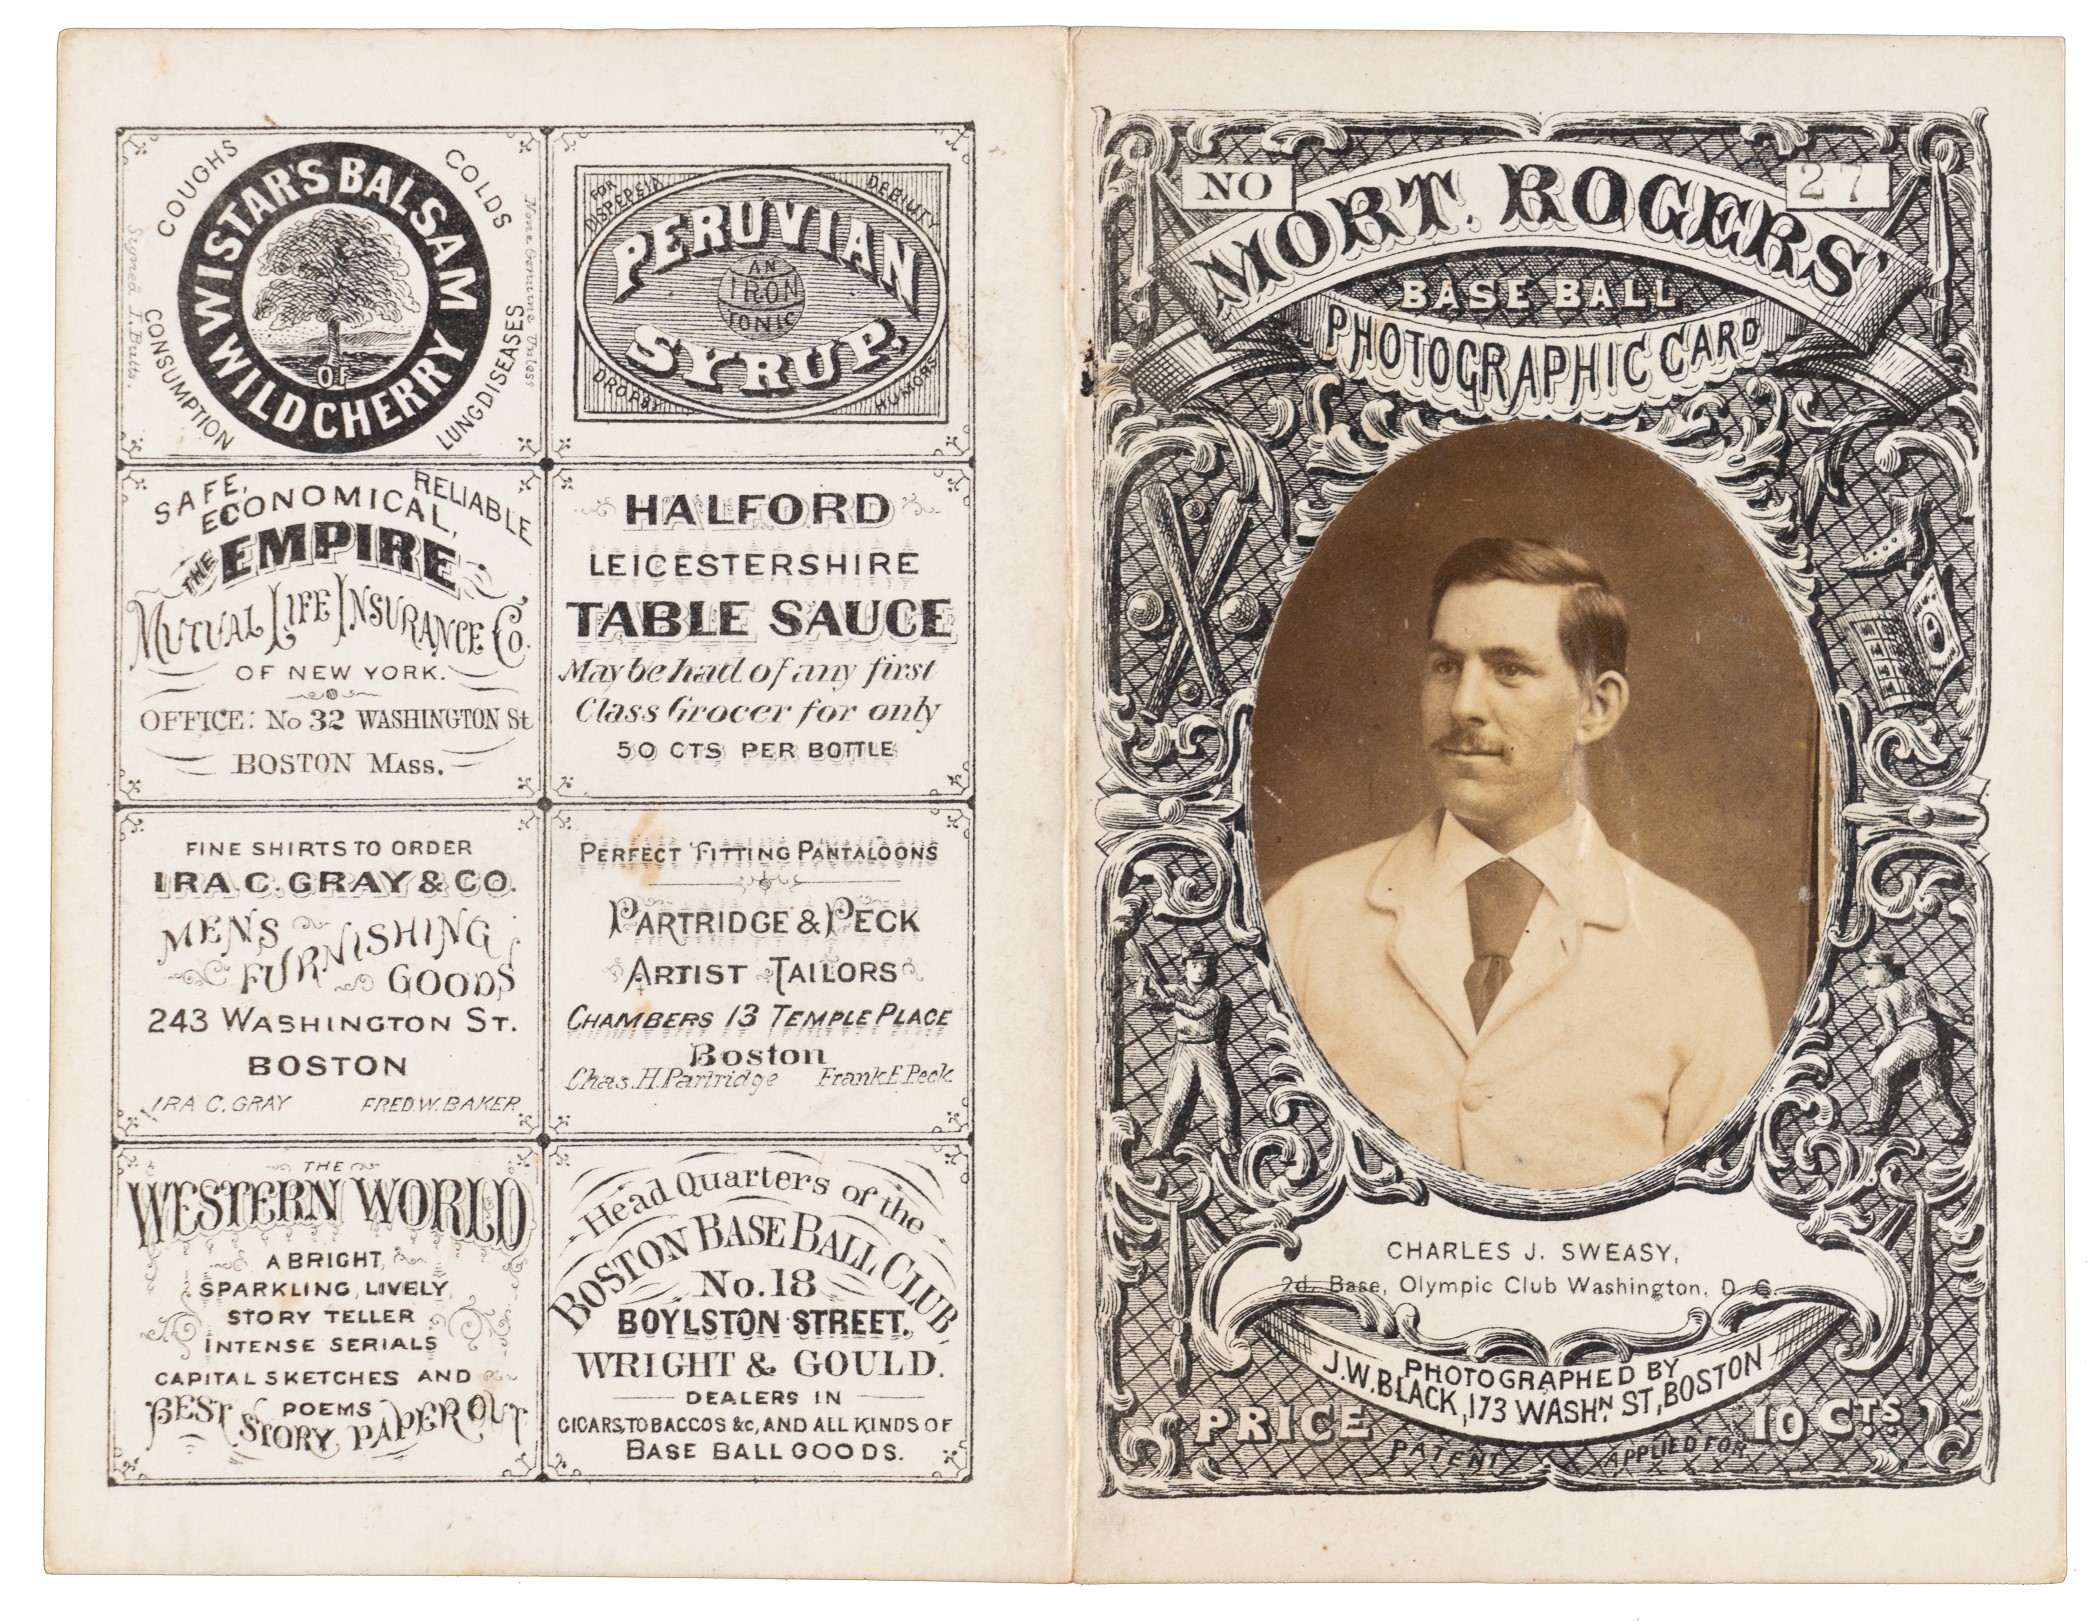 COUGHS
COLDS
WISTAR'S BALSAM
OF
WILD CHERRY
CONSUMPTION
LUNG DISEASES
None Genuine Unless
Signed I. Butts.
FOR
DISPEPSIA
DEBILITY
PERUVIAN
AN
IRON
TONIC
SYRUP.
DROPSY
HUMORS
SAFE,
ECONOMICAL,
RELIABLE
THE EMPIRE
MUTUAL LIFE INSURANCE Co.
OF NEW YORK.
OFFICE: No 32 WASHINGTON St
BOSTON MASS.
HALFORD
LEICESTERSHIRE
TABLE SAUCE
May be had of any first
Class Grocer for only
50 CTS PER BOTTLE
FINE SHIRTS TO ORDER
IRA C. GRAY & CO.
MENS
FURNISHING
GOODS
243 WASHINGTON ST.
BOSTON
IRA C. GRAY FRED. W. BAKER
PERFECT FITTING PANTALOONS
PARTRIDGE & PECK
ARTIST TAILORS
CHAMBERS 13 TEMPLE PLACE
Boston
Chas. H. Partridge Frank E. Peck
THE
WESTERN WORLD
A BRIGHT,
SPARKLING, LIVELY,
STORY TELLER
INTENSE SERIALS
CAPITAL SKETCHES AND
POEMS
BEST STORY PAPER OUT
Head Quarters of the
BOSTON BASE BALL CLUB,
No. 18
BOYLSTON STREET.
WRIGHT & GOULD.
DEALERS IN
CIGARS, TOBACCOS &c, AND ALL KINDS OF
BASE BALL GOODS.
NO 27
MORT. ROGERS'
BASE BALL
PHOTOGRAPHIC CARD
CHARLES J. SWEASY,
2d. Base, Olympic Club Washington, D. C.
PHOTOGRAPHED BY
J. W. BLACK, 173 WASHN ST, BOSTON
PRICE 10 CTS
PATENT APPLIED FOR